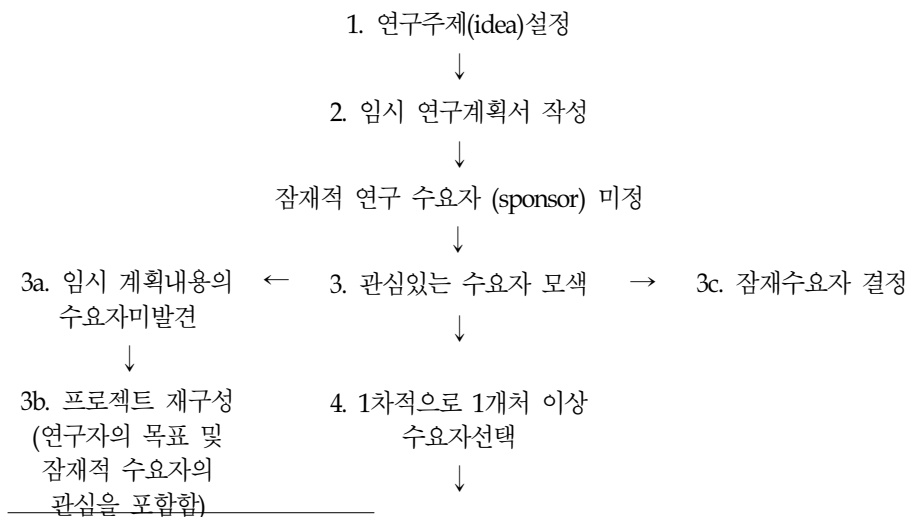 1. 연구주제(idea)설정
↓
2. 임시 연구계획서 작성
↓
잠재적 연구 수요자 (sponsor) 미정
↓
3a. 임시 계획내용의 ← 3. 관심있는 수요자 모색 → 3c. 잠재수요자 결정
수요자미발견 ↓
↓
3b. 프로젝트 재구성 4. 1차적으로 1개처 이상
(연구자의 목표 및 수요자선택
잠재적 수요자의 ↓
관심을 포함함)